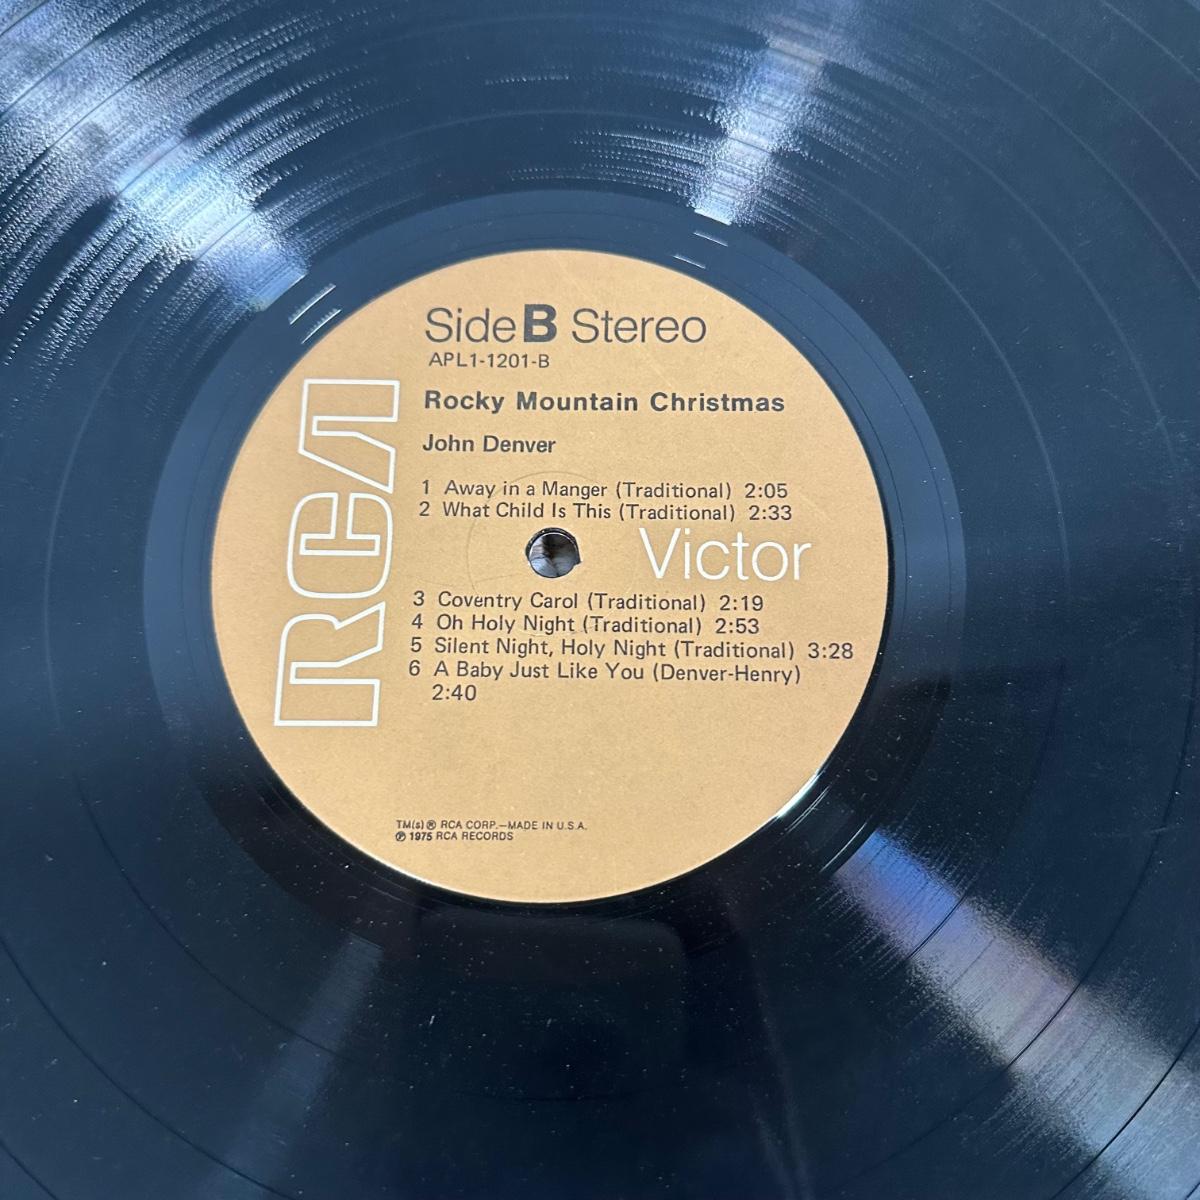 Side B Stereo
APL1-1201-B
Rocky Mountain Christmas
John Denver
1 Away in a Manger (Traditional) 2:05
2 What Child Is This (Traditional) 2:33
RCA
Victor
3 Coventry Carol (Traditional) 2:19
4 Oh Holy Night (Traditional) 2:53
5 Silent Night, Holy Night (Traditional) 3:28
6 A Baby Just Like You (Denver-Henry)
2:40
TM(s) ® RCA CORP.—MADE IN U.S.A.
℗ 1975 RCA RECORDS